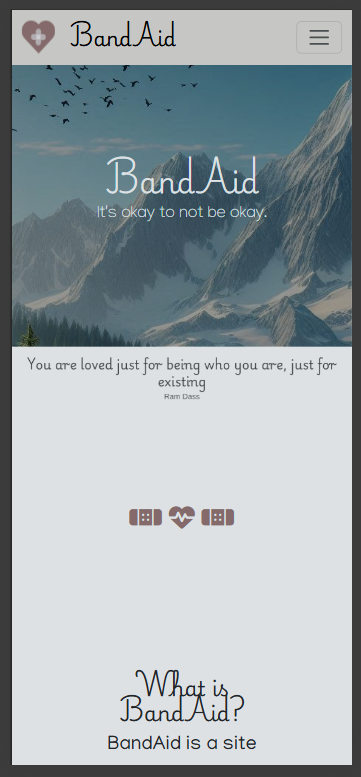 BandAid
BandAid
It's okay to not be okay.
You are loved just for being who you are, just for
existing
Ram Dass
What is
BandAid?
BandAid is a site